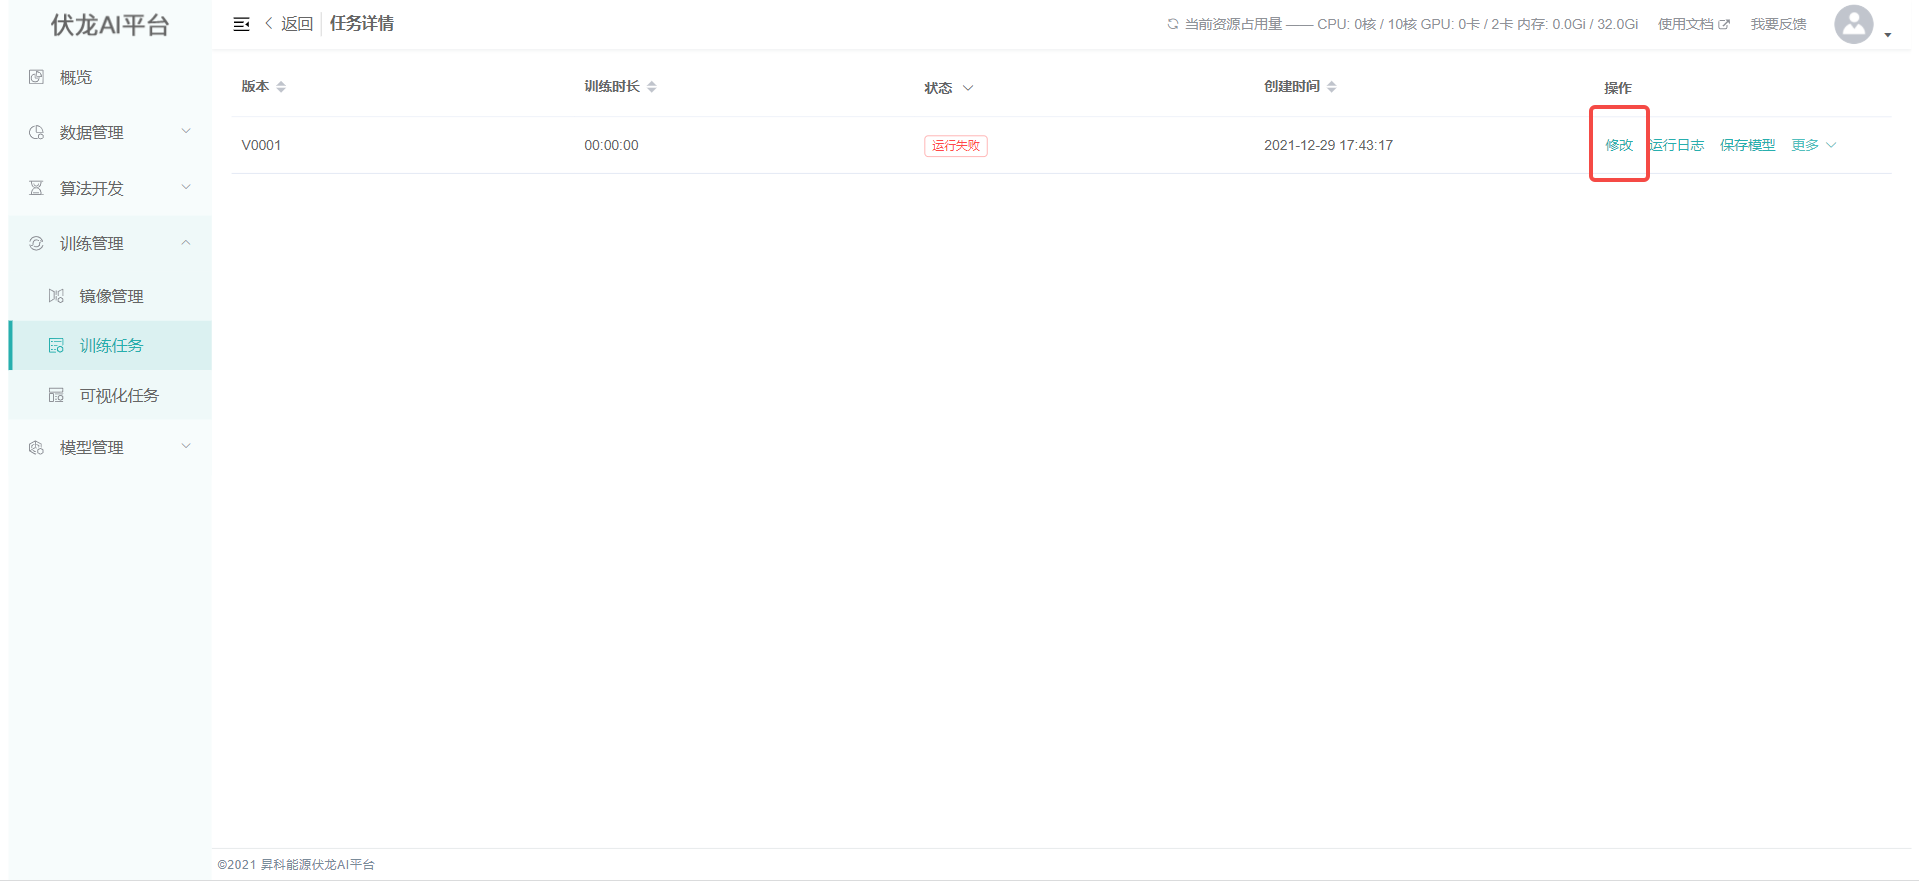 伏龙AI平台
返回 任务详情
当前资源占用量 —— CPU: 0核 / 10核 GPU: 0卡 / 2卡 内存: 0.0Gi / 32.0Gi 使用文档 我要反馈
概览
数据管理
算法开发
训练管理
镜像管理
训练任务
可视化任务
模型管理
版本 训练时长 状态 创建时间 操作
V0001 00:00:00 运行失败 2021-12-29 17:43:17 修改 运行日志 保存模型 更多
©2021 昇科能源伏龙AI平台